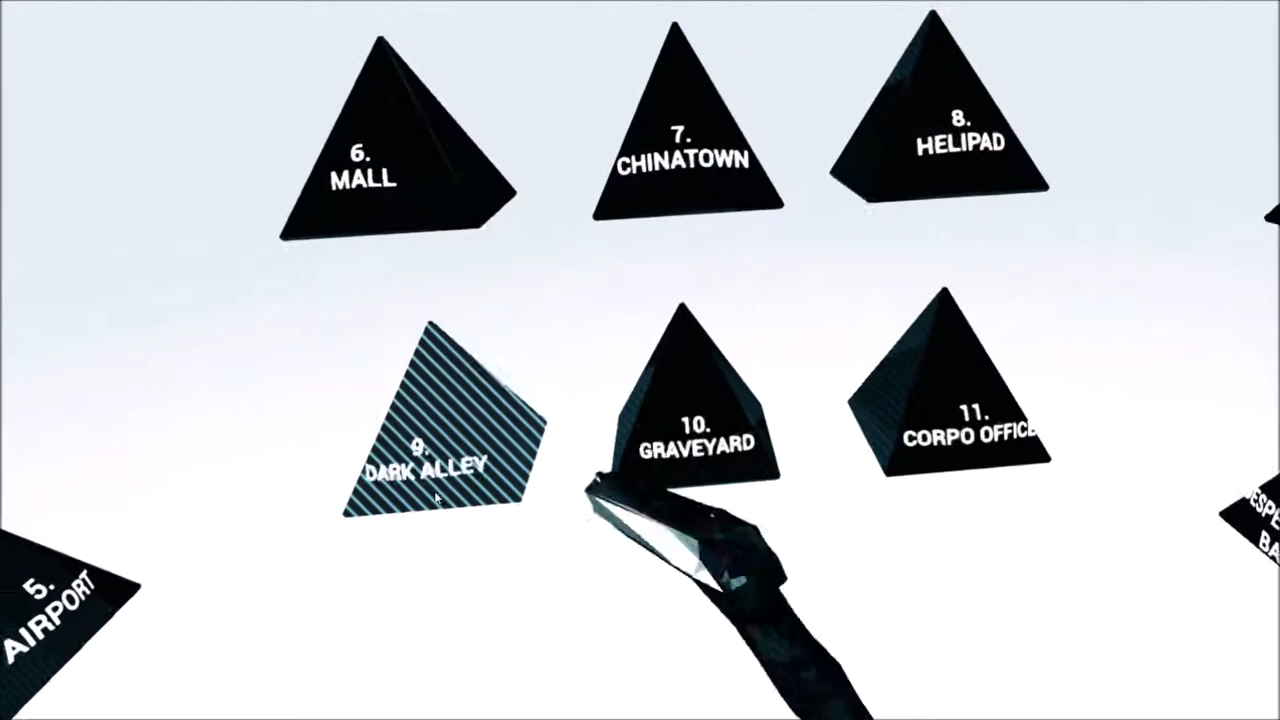 6.
MALL
7.
CHINATOWN
8.
HELIPAD
9.
DARK ALLEY
10.
GRAVEYARD
11.
CORPO OFFICE
5.
AIRPORT